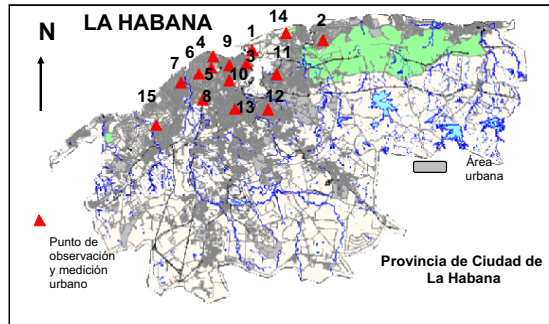 LA HABANA
N
14
1
2
4
9
6
3
11
7
5
10
15
8
13
12
Área
urbana
Punto de
observación
y medición
urbano
Provincia de Ciudad de
La Habana